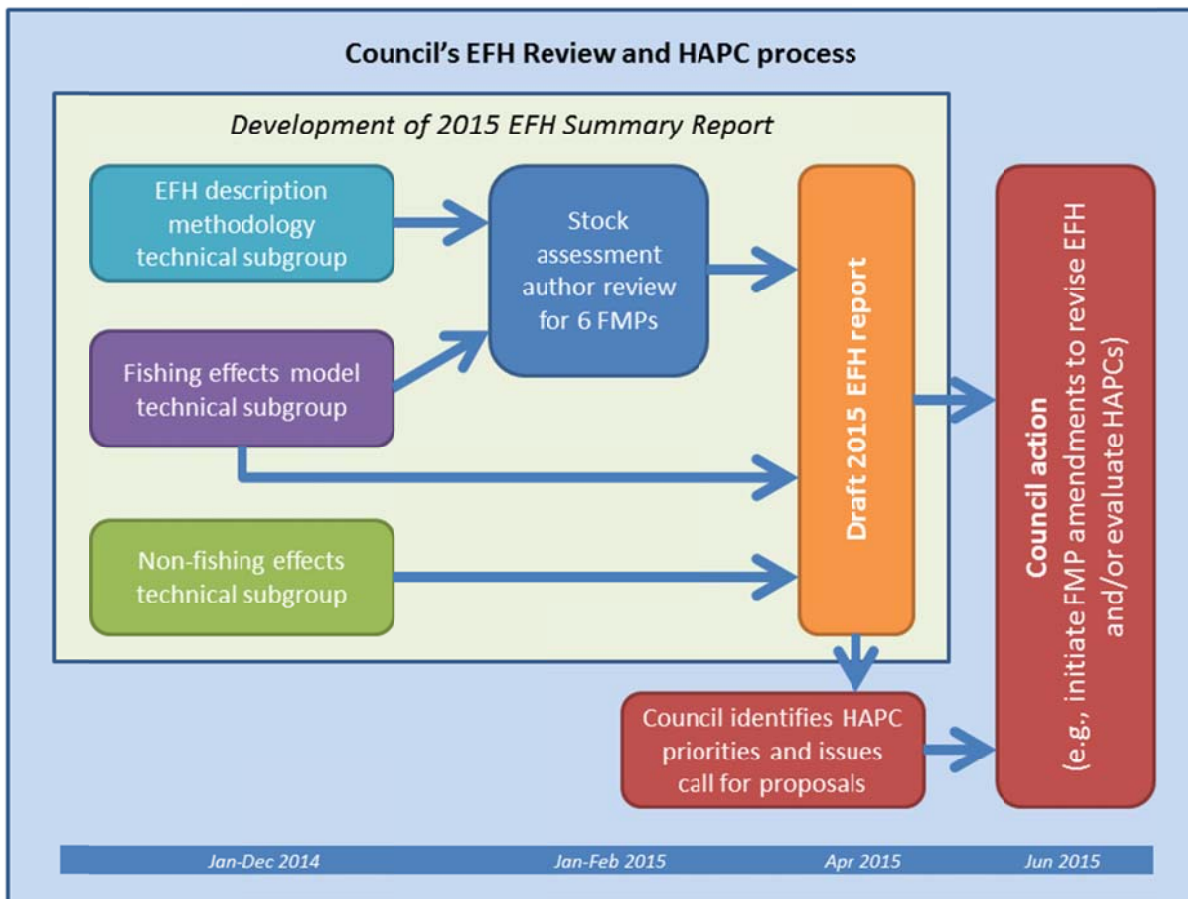 Council's EFH Review and HAPC process
Development of 2015 EFH Summary Report
EFH description
methodology
technical subgroup
Stock
assessment
author review
for 6 FMPs
Fishing effects model
technical subgroup
Non-fishing effects
technical subgroup
Draft 2015 EFH report
Council identifies HAPC
priorities and issues
call for proposals
Council action
(e.g., initiate FMP amendments to revise EFH
and/or evaluate HAPCs)
Jan-Dec 2014
Jan-Feb 2015
Apr 2015
Jun 2015